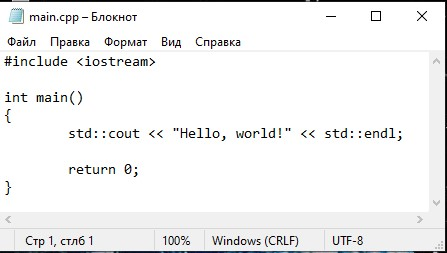 main.cpp – Блокнот
Файл Правка Формат Вид Справка
#include <iostream>
int main()
{
std::cout << "Hello, world!" << std::endl;
return 0;
}
Стр 1, стлб 1 100% Windows (CRLF) UTF-8